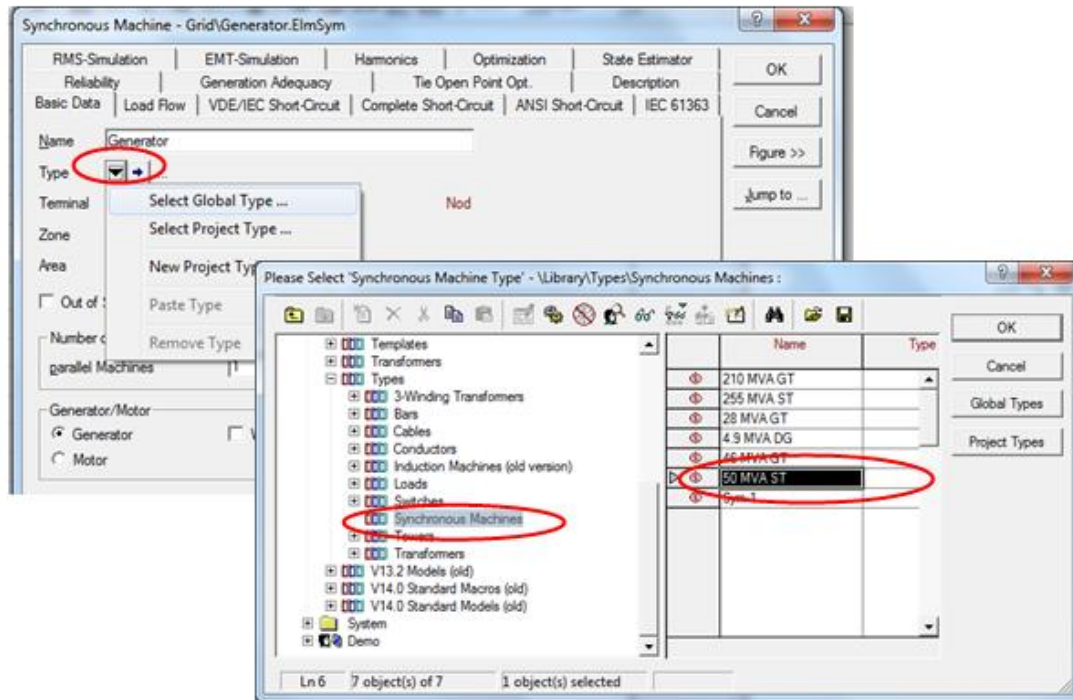 Synchronous Machine - Grid\Generator.ElmSym
RMS-Simulation EMT-Simulation Harmonics Optimization State Estimator
Reliability Generation Adequacy Tie Open Point Opt. Description
Basic Data Load Flow VDE/IEC Short-Circuit Complete Short-Circuit ANSI Short-Circuit IEC 61363
OK
Cancel
Figure >>
Jump to ...
Name Generator
Type ...
Terminal Nod
Zone
Area
Out of
Number
parallel Machines 1
Generator/Motor
Generator
Motor
Select Global Type ...
Select Project Type ...
New Project Typ
Paste Type
Remove Type
Please Select 'Synchronous Machine Type' - \Library\Types\Synchronous Machines :
Templates
Transformers
Types
3-Winding Transformers
Bars
Cables
Conductors
Induction Machines (old version)
Loads
Switches
Synchronous Machines
Towers
Transformers
V13.2 Models (old)
V14.0 Standard Macros (old)
V14.0 Standard Models (old)
System
Demo
Name Type
210 MVA GT
255 MVA ST
28 MVA GT
4.9 MVA DG
46 MVA GT
50 MVA ST
Sym 1
OK
Cancel
Global Types
Project Types
Ln 6 7 object(s) of 7 1 object(s) selected